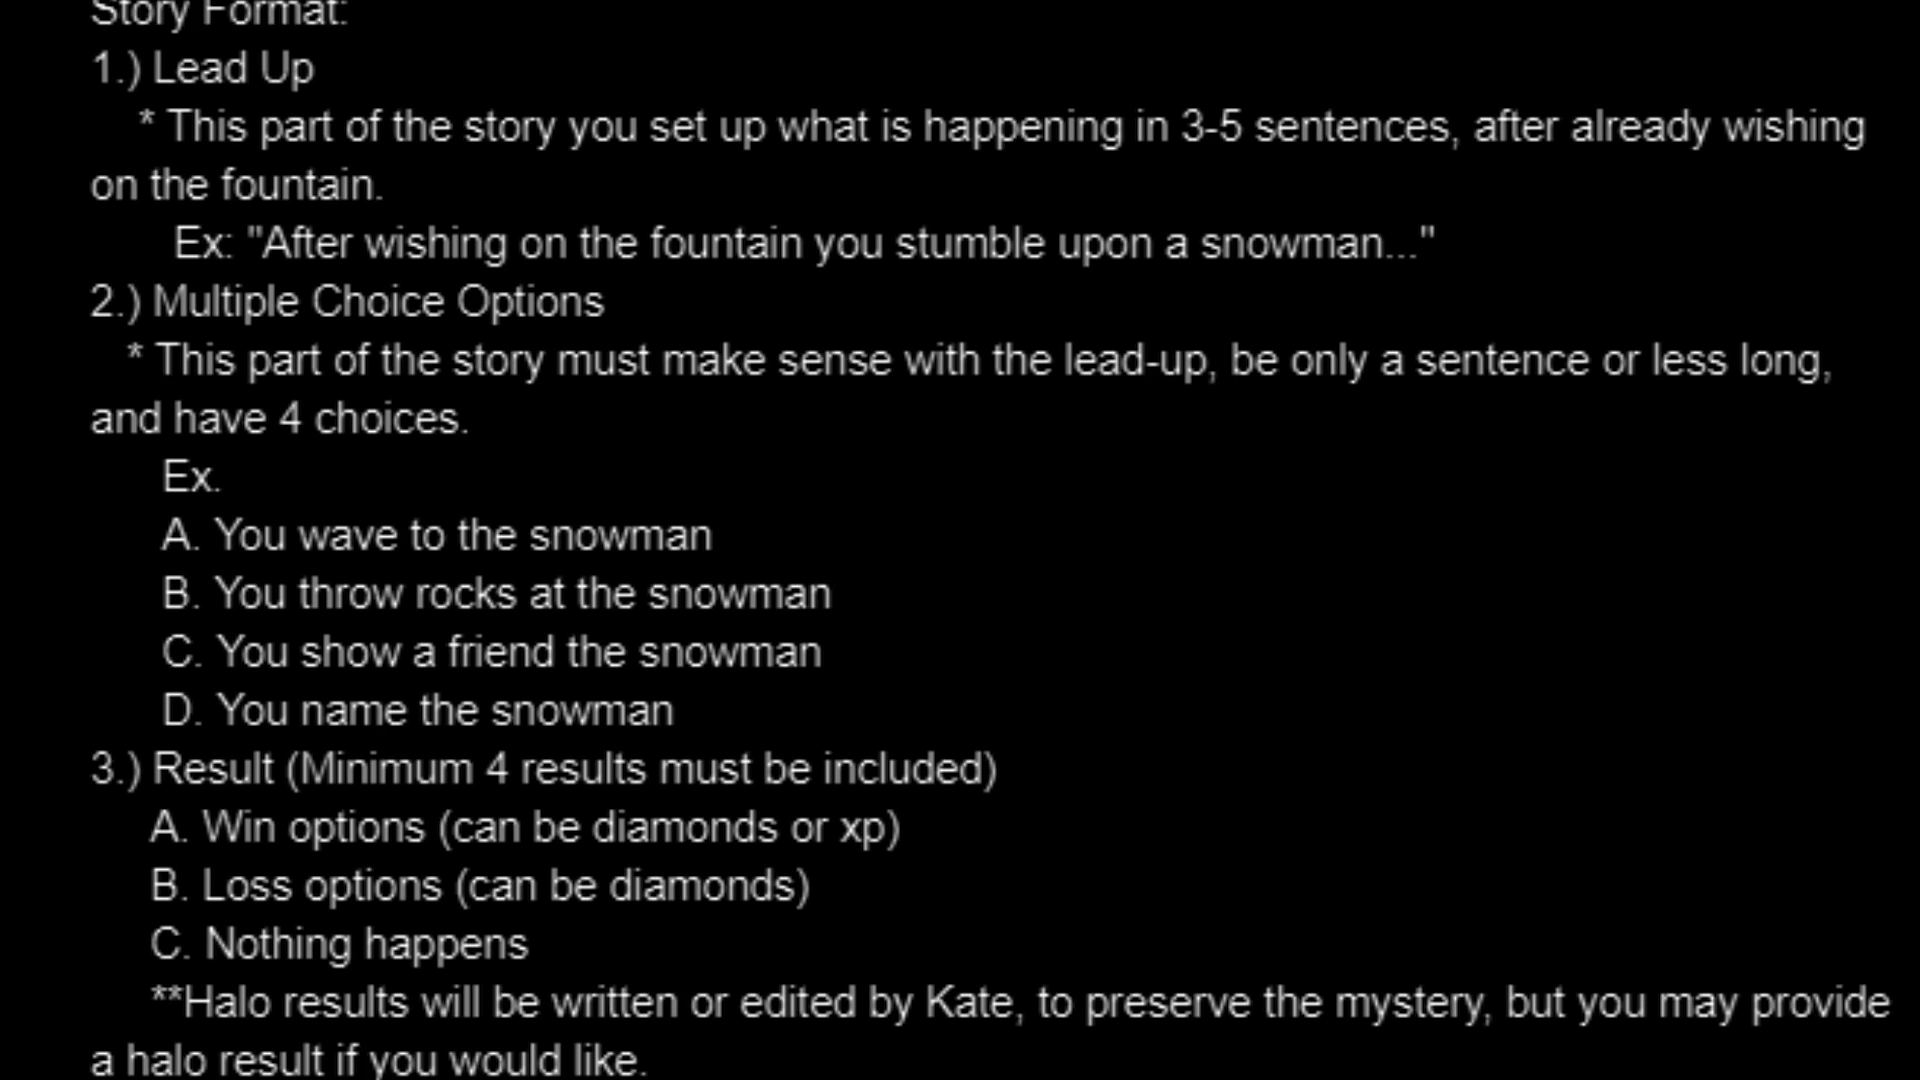 Story Format:
1.) Lead Up
* This part of the story you set up what is happening in 3-5 sentences, after already wishing
on the fountain.
Ex: "After wishing on the fountain you stumble upon a snowman..."
2.) Multiple Choice Options
* This part of the story must make sense with the lead-up, be only a sentence or less long,
and have 4 choices.
Ex.
A. You wave to the snowman
B. You throw rocks at the snowman
C. You show a friend the snowman
D. You name the snowman
3.) Result (Minimum 4 results must be included)
A. Win options (can be diamonds or xp)
B. Loss options (can be diamonds)
C. Nothing happens
**Halo results will be written or edited by Kate, to preserve the mystery, but you may provide
a halo result if you would like.